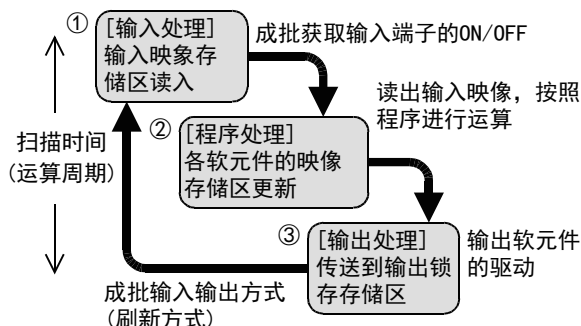 ①
[输入处理]
输入映象存
储区读入
成批获取输入端子的ON/OFF
读出输入映像，按照
程序进行运算
扫描时间
(运算周期)
②
[程序处理]
各软元件的映像
存储区更新
③
[输出处理]
传送到输出锁
存存储区
输出软元件
的驱动
成批输入输出方式
(刷新方式)